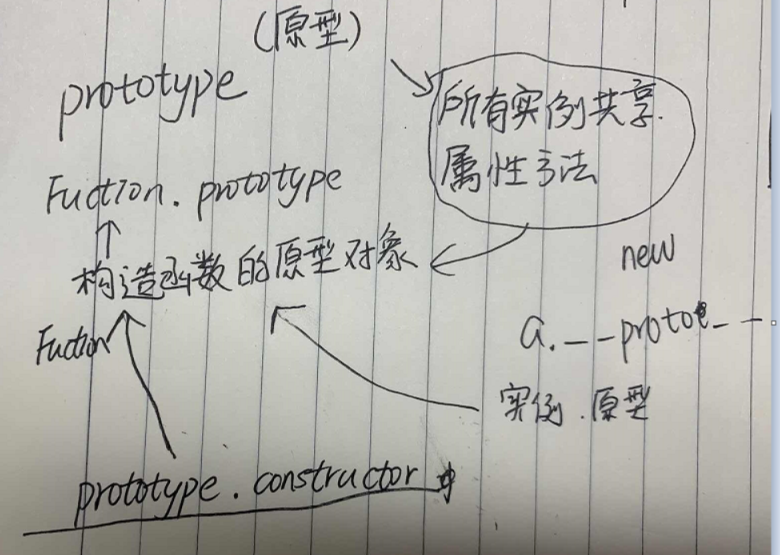 (原型)
prototype
所有实例共享
属性方法
Fuction. prototype
构造函数的原型对象
new
Fuction
a.__proto__.
实例.原型
prototype.constructor